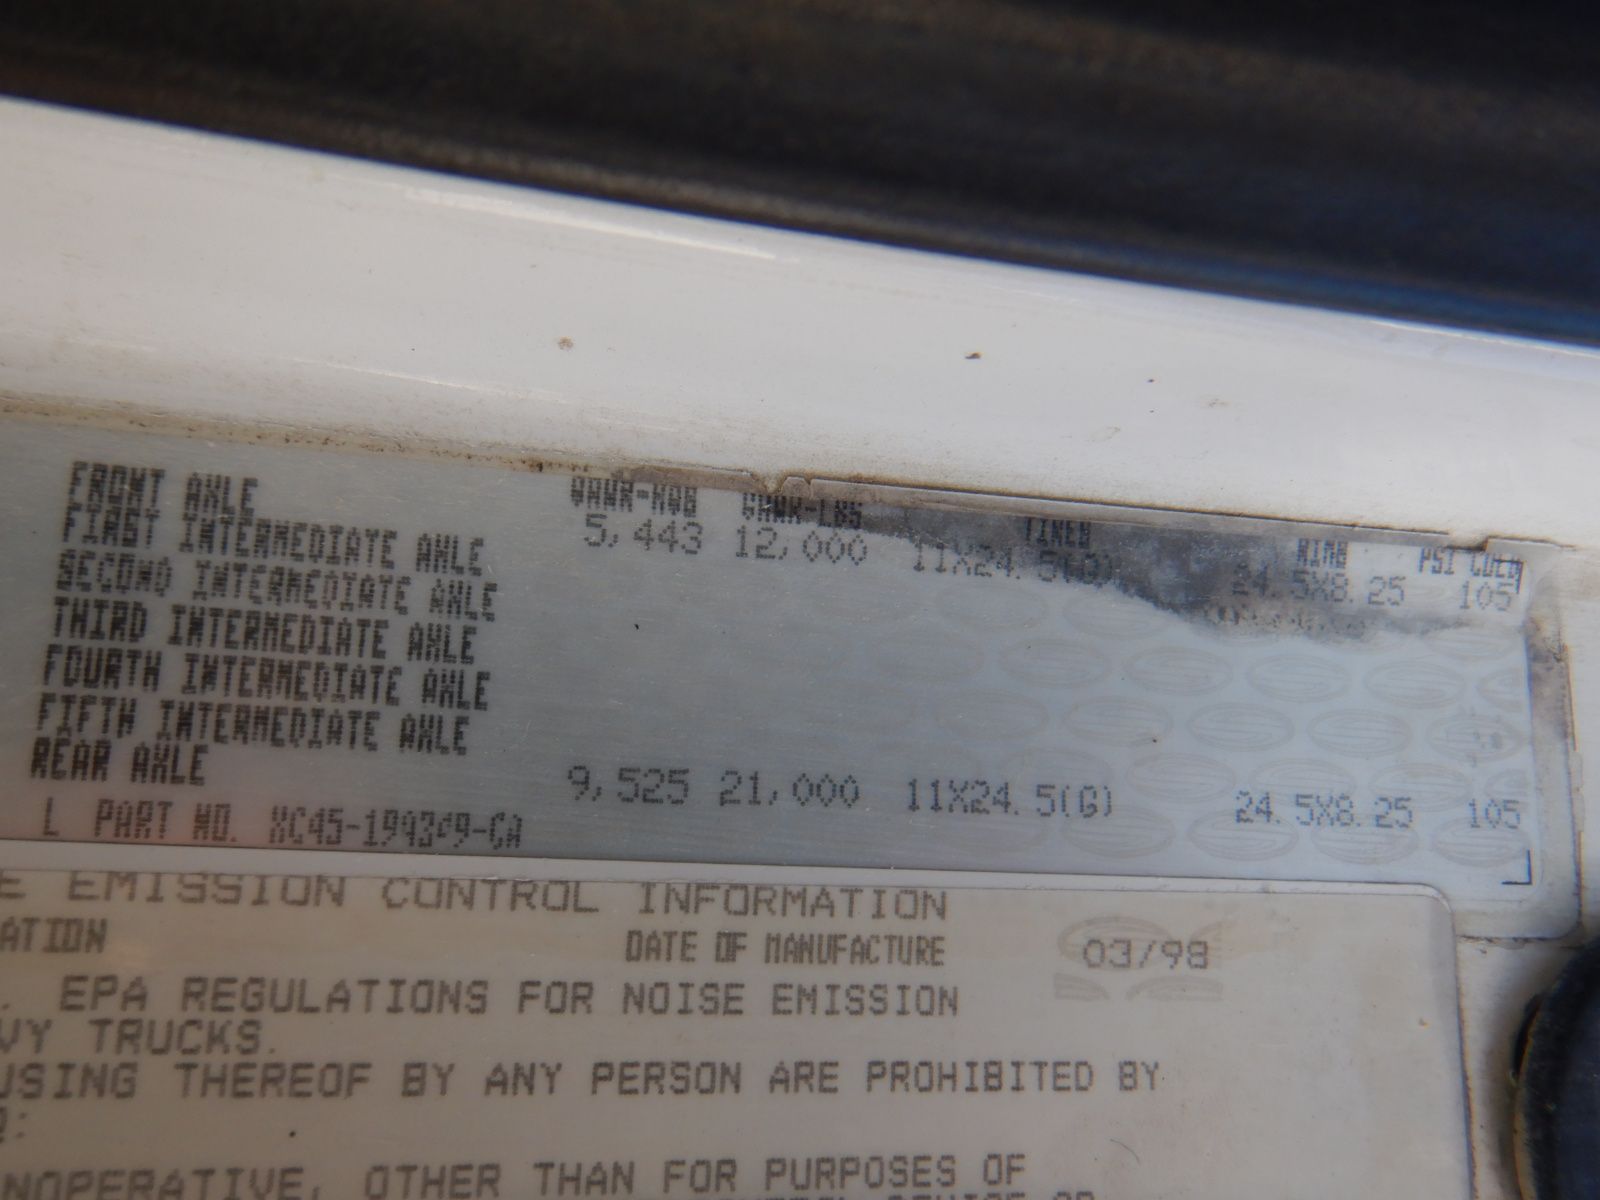 FRONT AXLE GAWR-KGS GAWR-LBS TIRES RIMS PSI COLD
5,443 12,000 11X24.5(G) 24.5X8.25 105
FIRST INTERMEDIATE AXLE
SECOND INTERMEDIATE AXLE
THIRD INTERMEDIATE AXLE
FOURTH INTERMEDIATE AXLE
FIFTH INTERMEDIATE AXLE
REAR AXLE 9,525 21,000 11X24.5(G) 24.5X8.25 105
L PART NO.
E EMISSION CONTROL INFORMATION
ATION DATE OF MANUFACTURE 03/98
. EPA REGULATIONS FOR NOISE EMISSION
VY TRUCKS.
USING THEREOF BY ANY PERSON ARE PROHIBITED BY
NOPERATIVE, OTHER THAN FOR PURPOSES OF